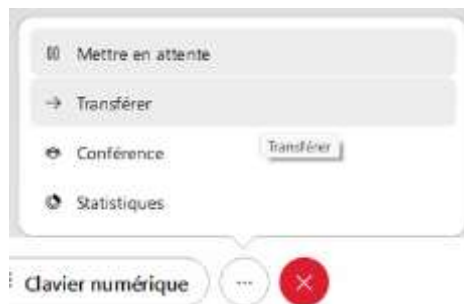 Mettre en attente
Transférer
Conférence
Transférer
Statistiques
Clavier numérique